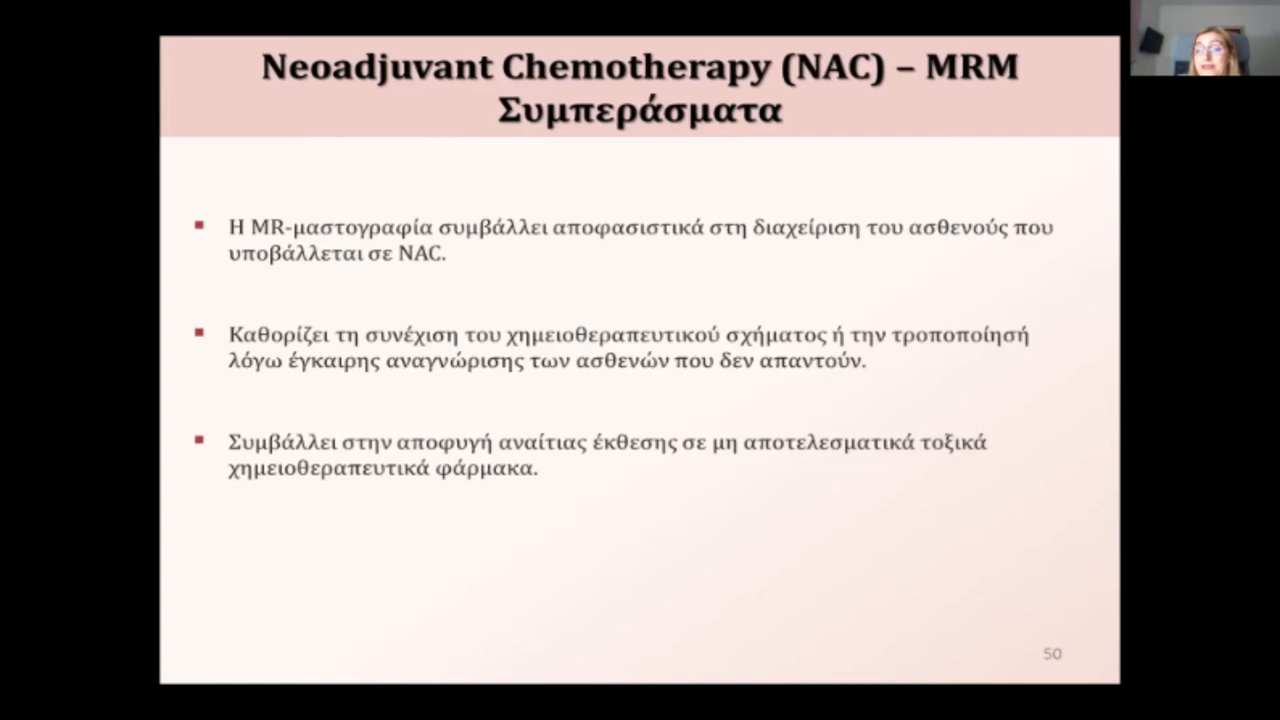 Neoadjuvant Chemotherapy (NAC) – MRM
Συμπεράσματα
▪ Η MR-μαστογραφία συμβάλλει αποφασιστικά στη διαχείριση του ασθενούς που
υποβάλλεται σε NAC.
▪ Καθορίζει τη συνέχιση του χημειοθεραπευτικού σχήματος ή την τροποποίησή
λόγω έγκαιρης αναγνώρισης των ασθενών που δεν απαντούν.
▪ Συμβάλλει στην αποφυγή αναίτιας έκθεσης σε μη αποτελεσματικά τοξικά
χημειοθεραπευτικά φάρμακα.
50